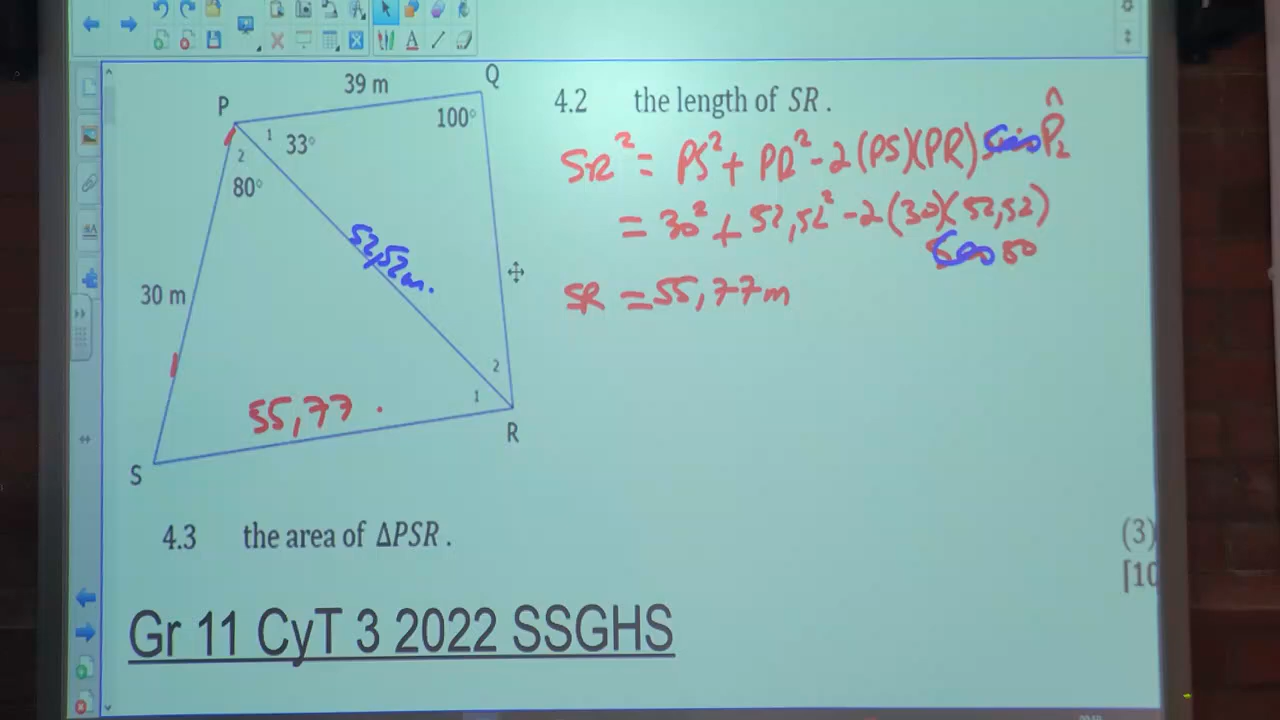 39 m
Q
P
1
33°
100°
2
80°
52,52m.
30 m
2
1
55,77
R
S
4.2 the length of SR .
SR² = PS² + PR² - 2(PS)(PR) cos P̂₂
= 30² + 52,52² - 2(30)(52,52)
cos 80
SR = 55,77m
4.3 the area of ΔPSR .
(3)
[10
Gr 11 CyT 3 2022 SSGHS